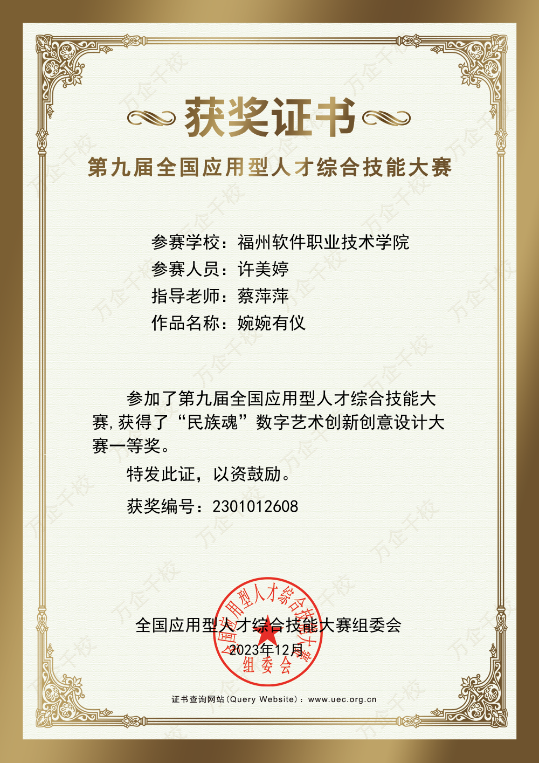 获奖证书
第九届全国应用型人才综合技能大赛
参赛学校：福州软件职业技术学院
参赛人员：许美婷
指导老师：蔡萍萍
作品名称：婉婉有仪
参加了第九届全国应用型人才综合技能大
赛,获得了“民族魂”数字艺术创新创意设计大
赛一等奖。
特发此证，以资鼓励。
获奖编号：2301012608
全国应用型人才综合技能大赛
组委会
全国应用型人才综合技能大赛组委会
2023年12月
证书查询网站(Query Website)：www.uec.org.cn
万企千校